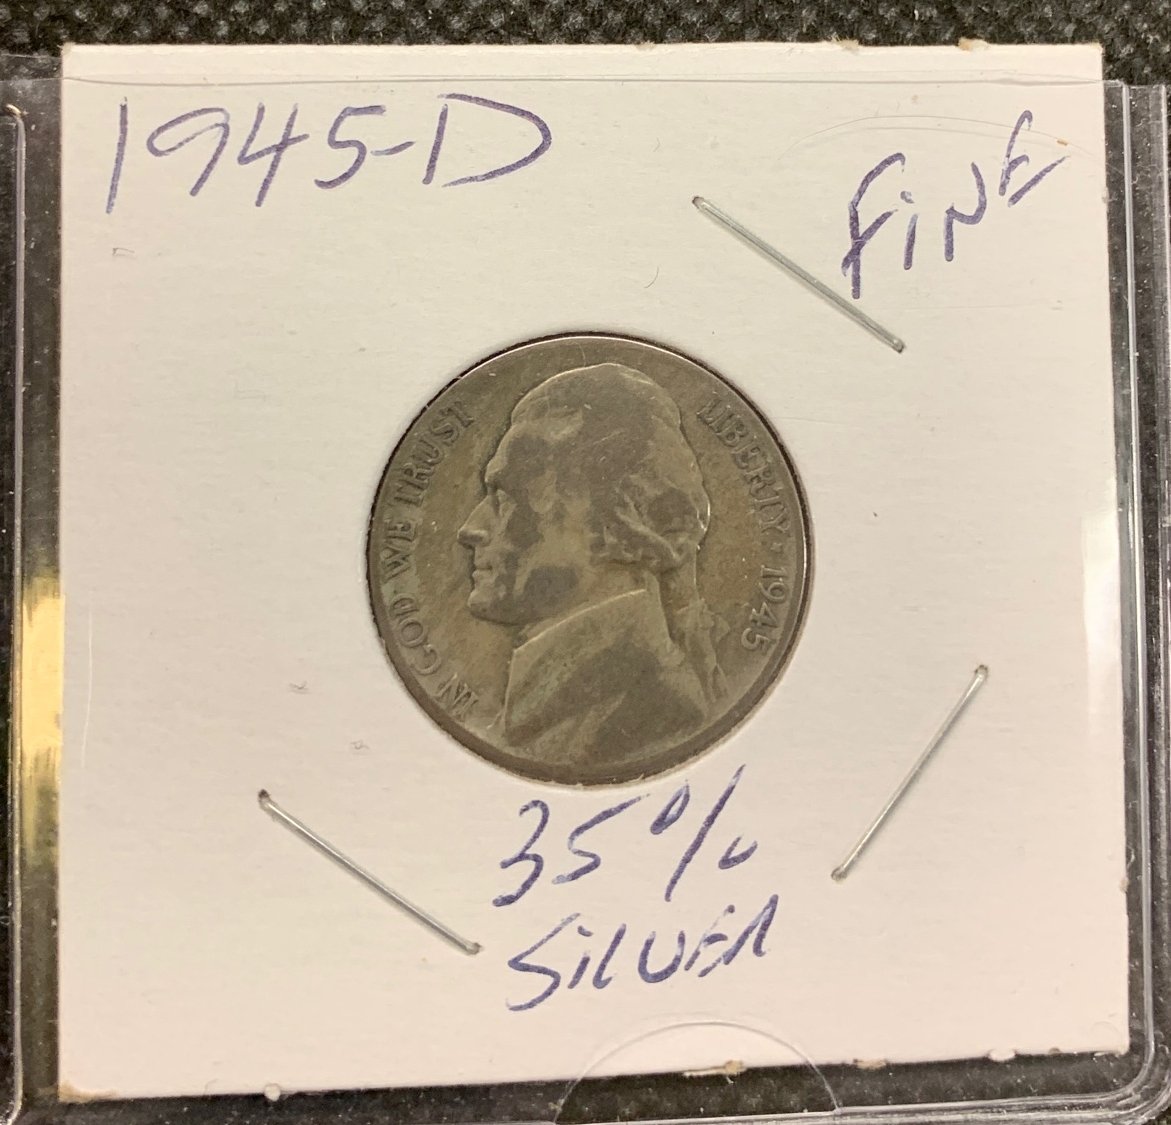 1945-D
FiNE
IN GOD WE TRUST
LIBERTY * 1945
35%
SiLVER